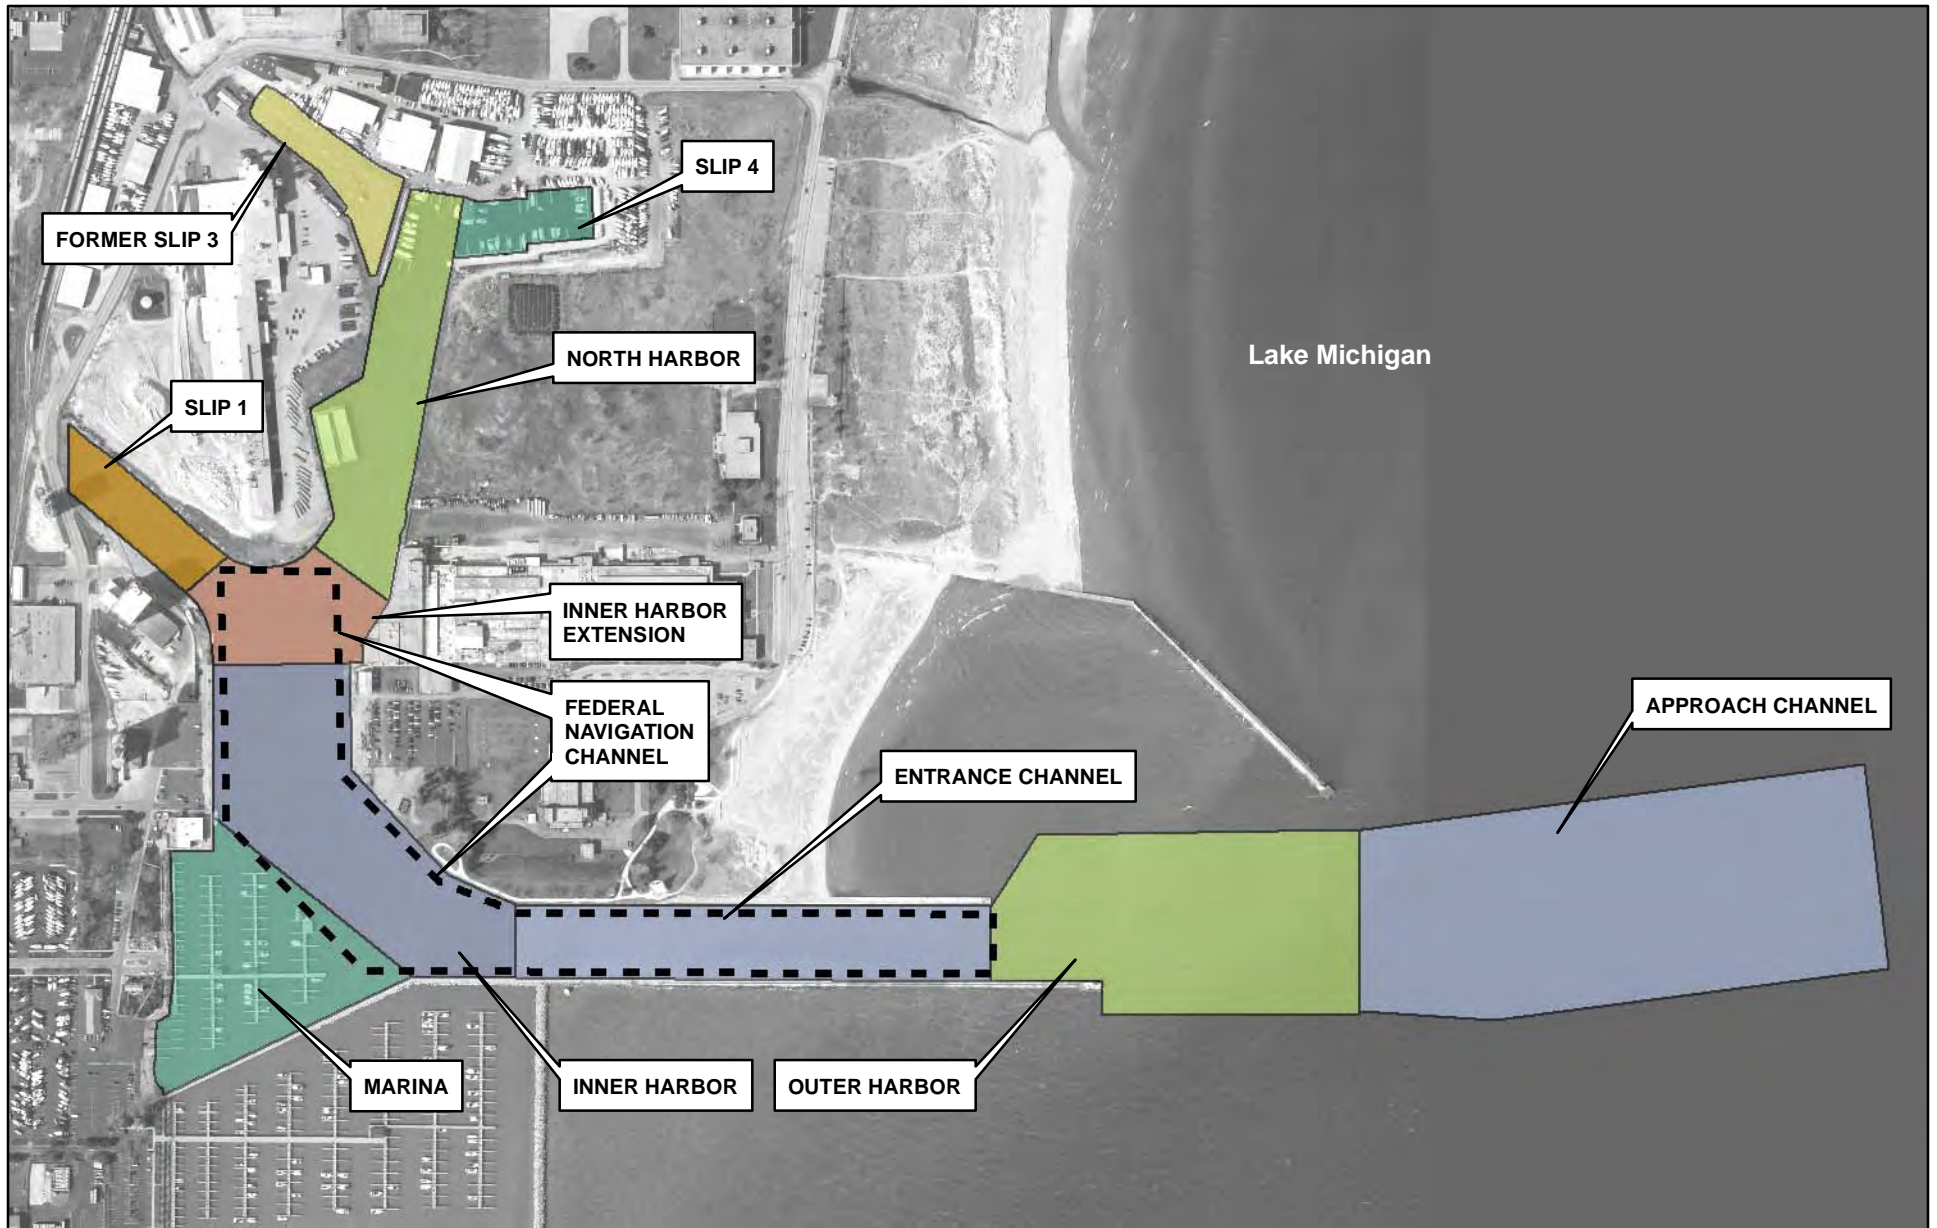 SLIP 4
FORMER SLIP 3
NORTH HARBOR
Lake Michigan
SLIP 1
INNER HARBOR
EXTENSION
FEDERAL
NAVIGATION
CHANNEL
APPROACH CHANNEL
ENTRANCE CHANNEL
MARINA
INNER HARBOR
OUTER HARBOR